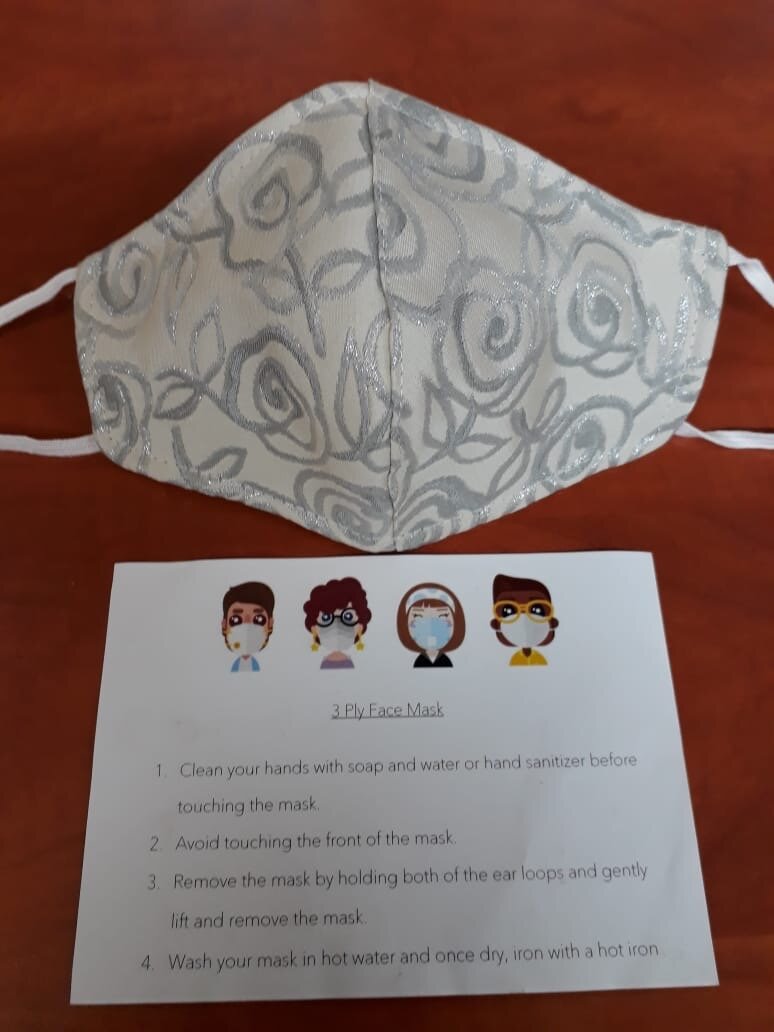 3 Ply Face Mask
1. Clean your hands with soap and water or hand sanitizer before
touching the mask.
2. Avoid touching the front of the mask.
3. Remove the mask by holding both of the ear loops and gently
lift and remove the mask.
4. Wash your mask in hot water and once dry, iron with a hot iron